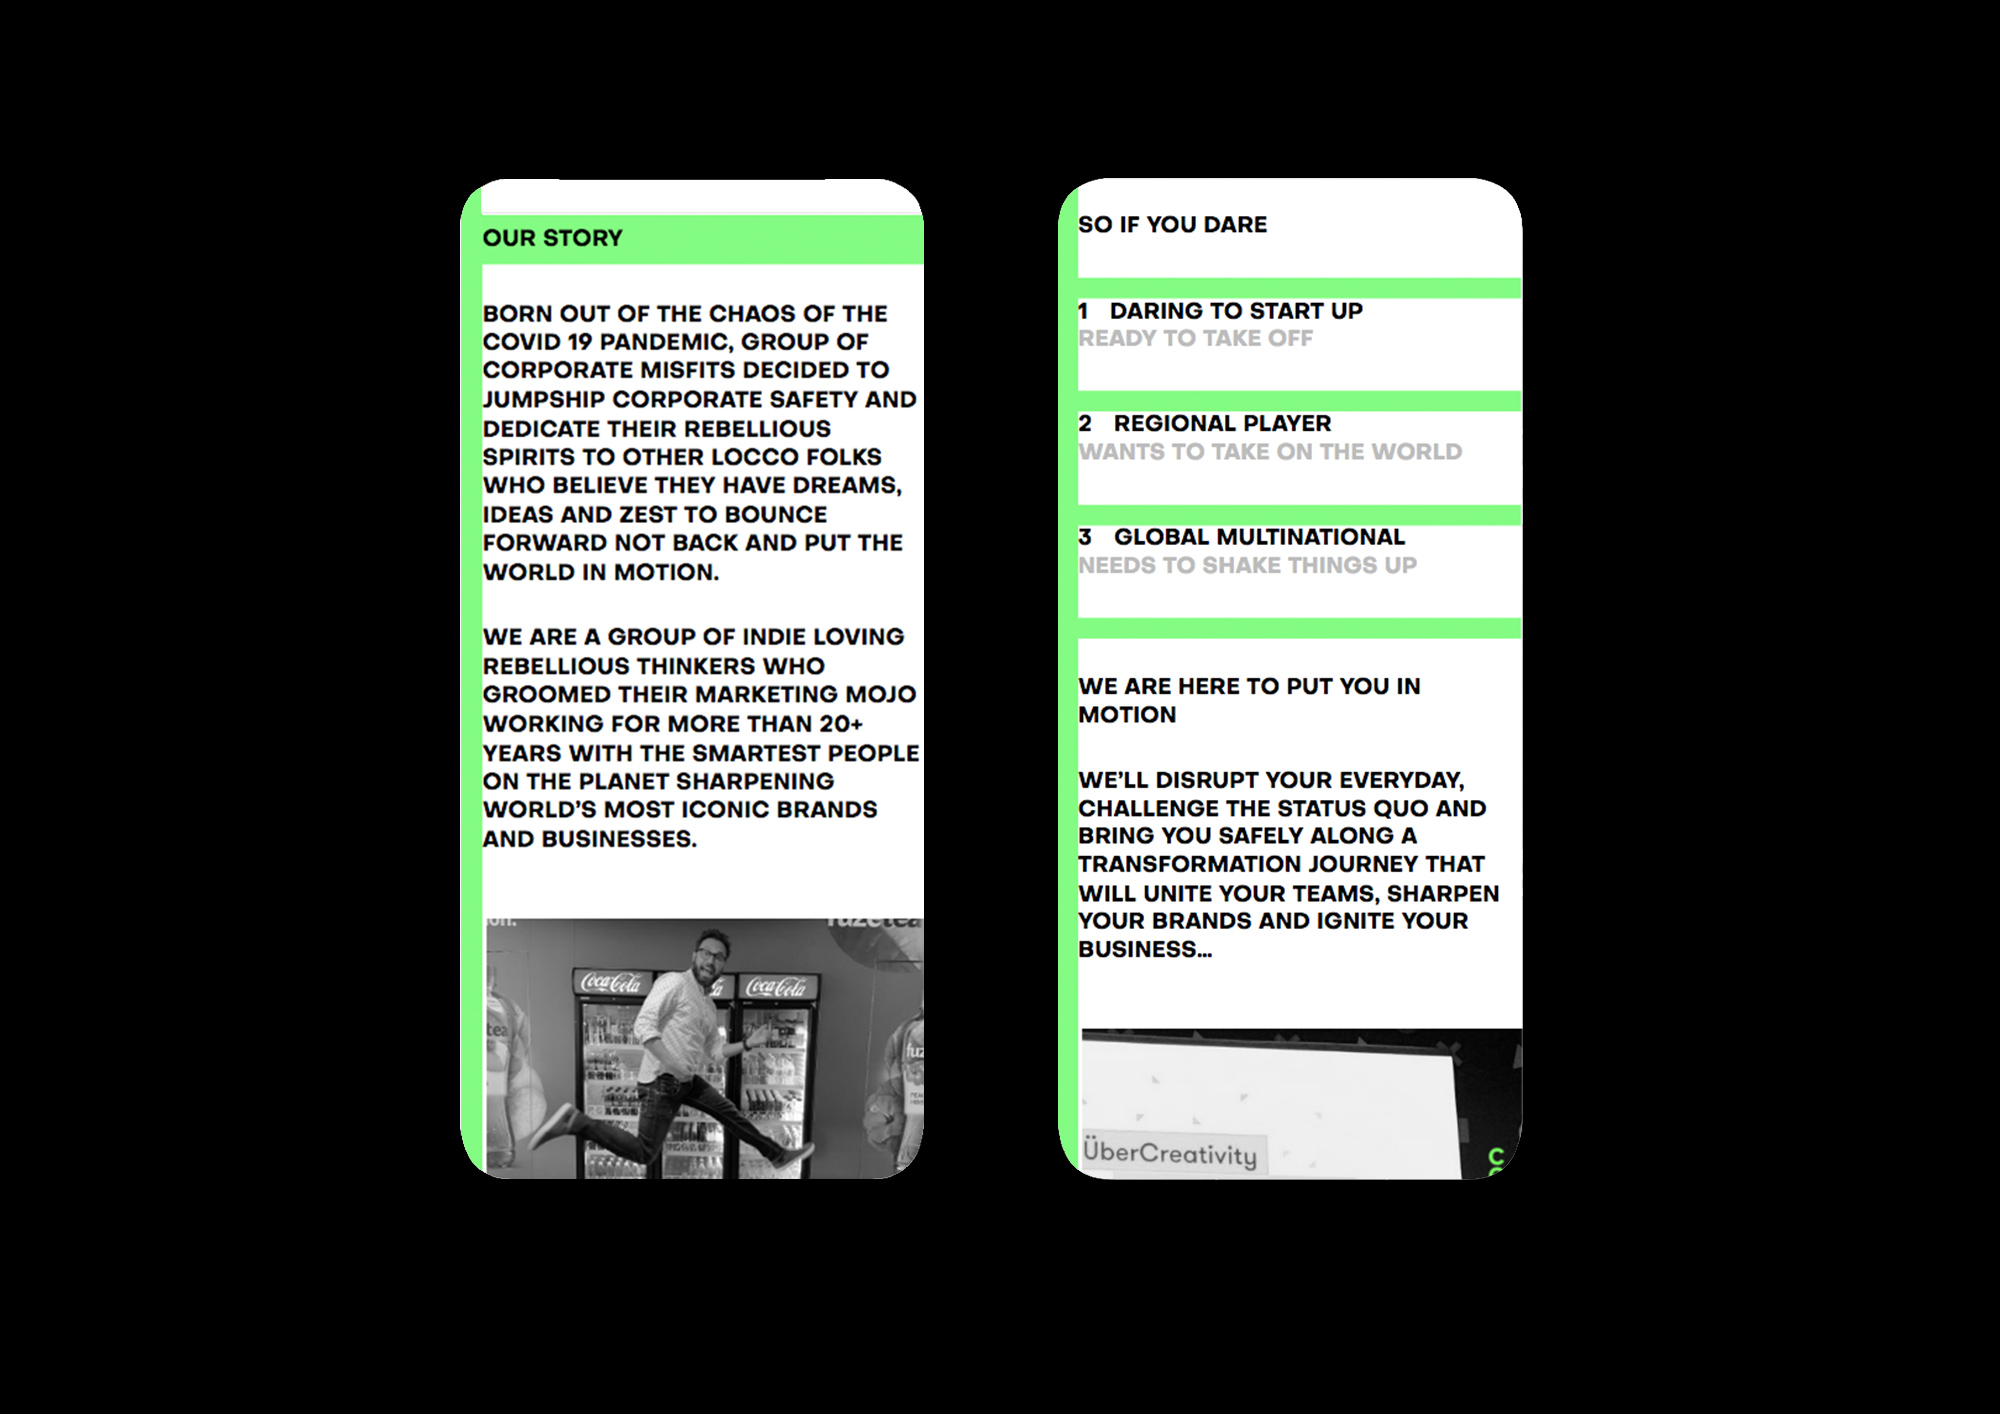 OUR STORY
BORN OUT OF THE CHAOS OF THE
COVID 19 PANDEMIC, GROUP OF
CORPORATE MISFITS DECIDED TO
JUMPSHIP CORPORATE SAFETY AND
DEDICATE THEIR REBELLIOUS
SPIRITS TO OTHER LOCCO FOLKS
WHO BELIEVE THEY HAVE DREAMS,
IDEAS AND ZEST TO BOUNCE
FORWARD NOT BACK AND PUT THE
WORLD IN MOTION.
WE ARE A GROUP OF INDIE LOVING
REBELLIOUS THINKERS WHO
GROOMED THEIR MARKETING MOJO
WORKING FOR MORE THAN 20+
YEARS WITH THE SMARTEST PEOPLE
ON THE PLANET SHARPENING
WORLD'S MOST ICONIC BRANDS
AND BUSINESSES.
fuzetea
Coca-Cola
Coca-Cola
SO IF YOU DARE
1 DARING TO START UP
READY TO TAKE OFF
2 REGIONAL PLAYER
WANTS TO TAKE ON THE WORLD
3 GLOBAL MULTINATIONAL
NEEDS TO SHAKE THINGS UP
WE ARE HERE TO PUT YOU IN
MOTION
WE'LL DISRUPT YOUR EVERYDAY,
CHALLENGE THE STATUS QUO AND
BRING YOU SAFELY ALONG A
TRANSFORMATION JOURNEY THAT
WILL UNITE YOUR TEAMS, SHARPEN
YOUR BRANDS AND IGNITE YOUR
BUSINESS...
ÜberCreativity